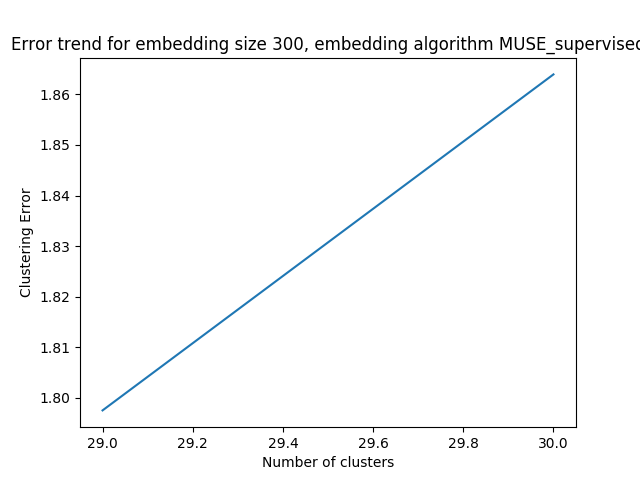 Error trend for embedding size 300, embedding algorithm MUSE_supervised
1.86
1.85
1.84
1.83
1.82
1.81
1.80
Clustering Error
29.0 29.2 29.4 29.6 29.8 30.0
Number of clusters